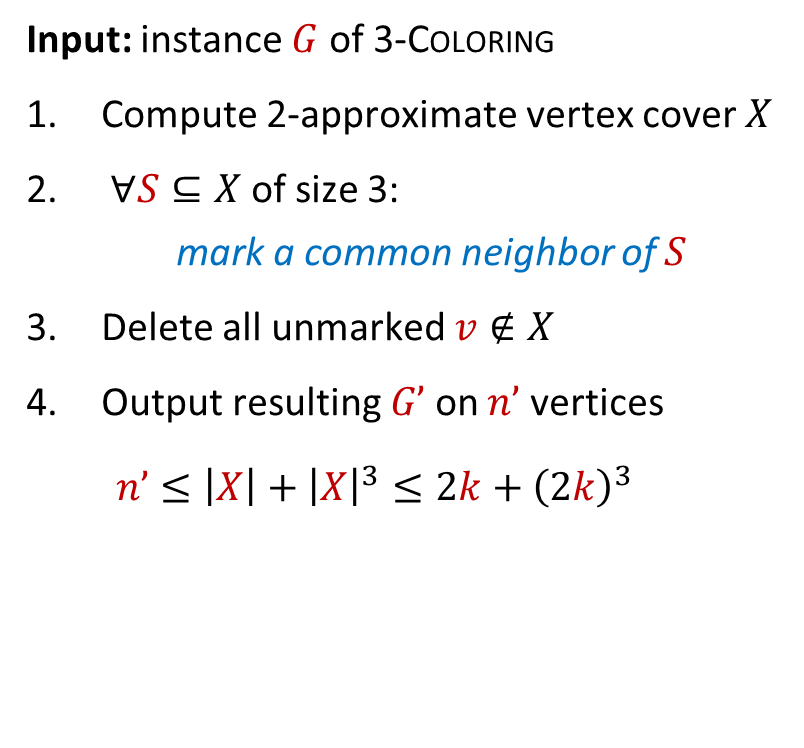 Input: instance G of 3-COLORING
1. Compute 2-approximate vertex cover X
2. ∀S ⊆ X of size 3:
mark a common neighbor of S
3. Delete all unmarked v ∉ X
4. Output resulting G’ on n’ vertices
n’ ≤ |X| + |X|³ ≤ 2k + (2k)³